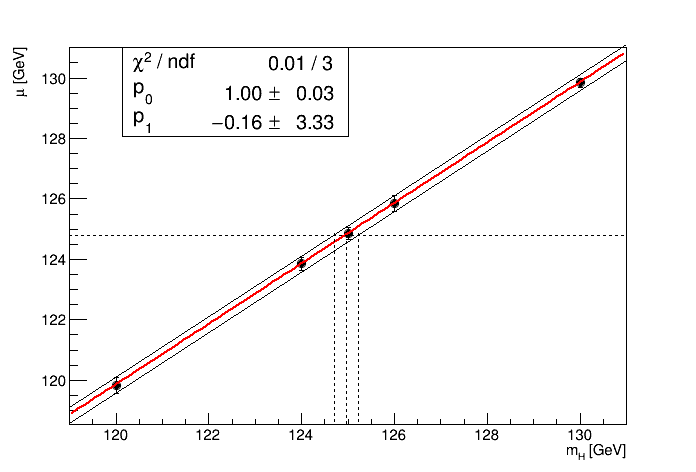 μ [GeV]
χ² / ndf 0.01 / 3
p₀ 1.00 ± 0.03
p₁ −0.16 ± 3.33
130
128
126
124
122
120
120 122 124 126 128 130
m_H [GeV]